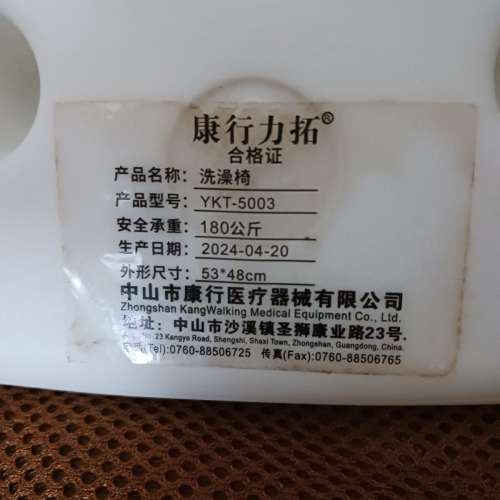 康行力拓®
合格证
产品名称: 洗澡椅
产品型号: YKT-5003
安全承重: 180公斤
生产日期: 2024-04-20
外形尺寸: 53*48cm
中山市康行医疗器械有限公司
Zhongshan KangWalking Medical Equipment Co., Ltd.
地址: 中山市沙溪镇圣狮康业路23号.
No. 23 Kangye Road, Shengshi, Shaxi Town, Zhongshan, Guangdong, China.
(Tel):0760-88506725 传真(Fax):0760-88506765